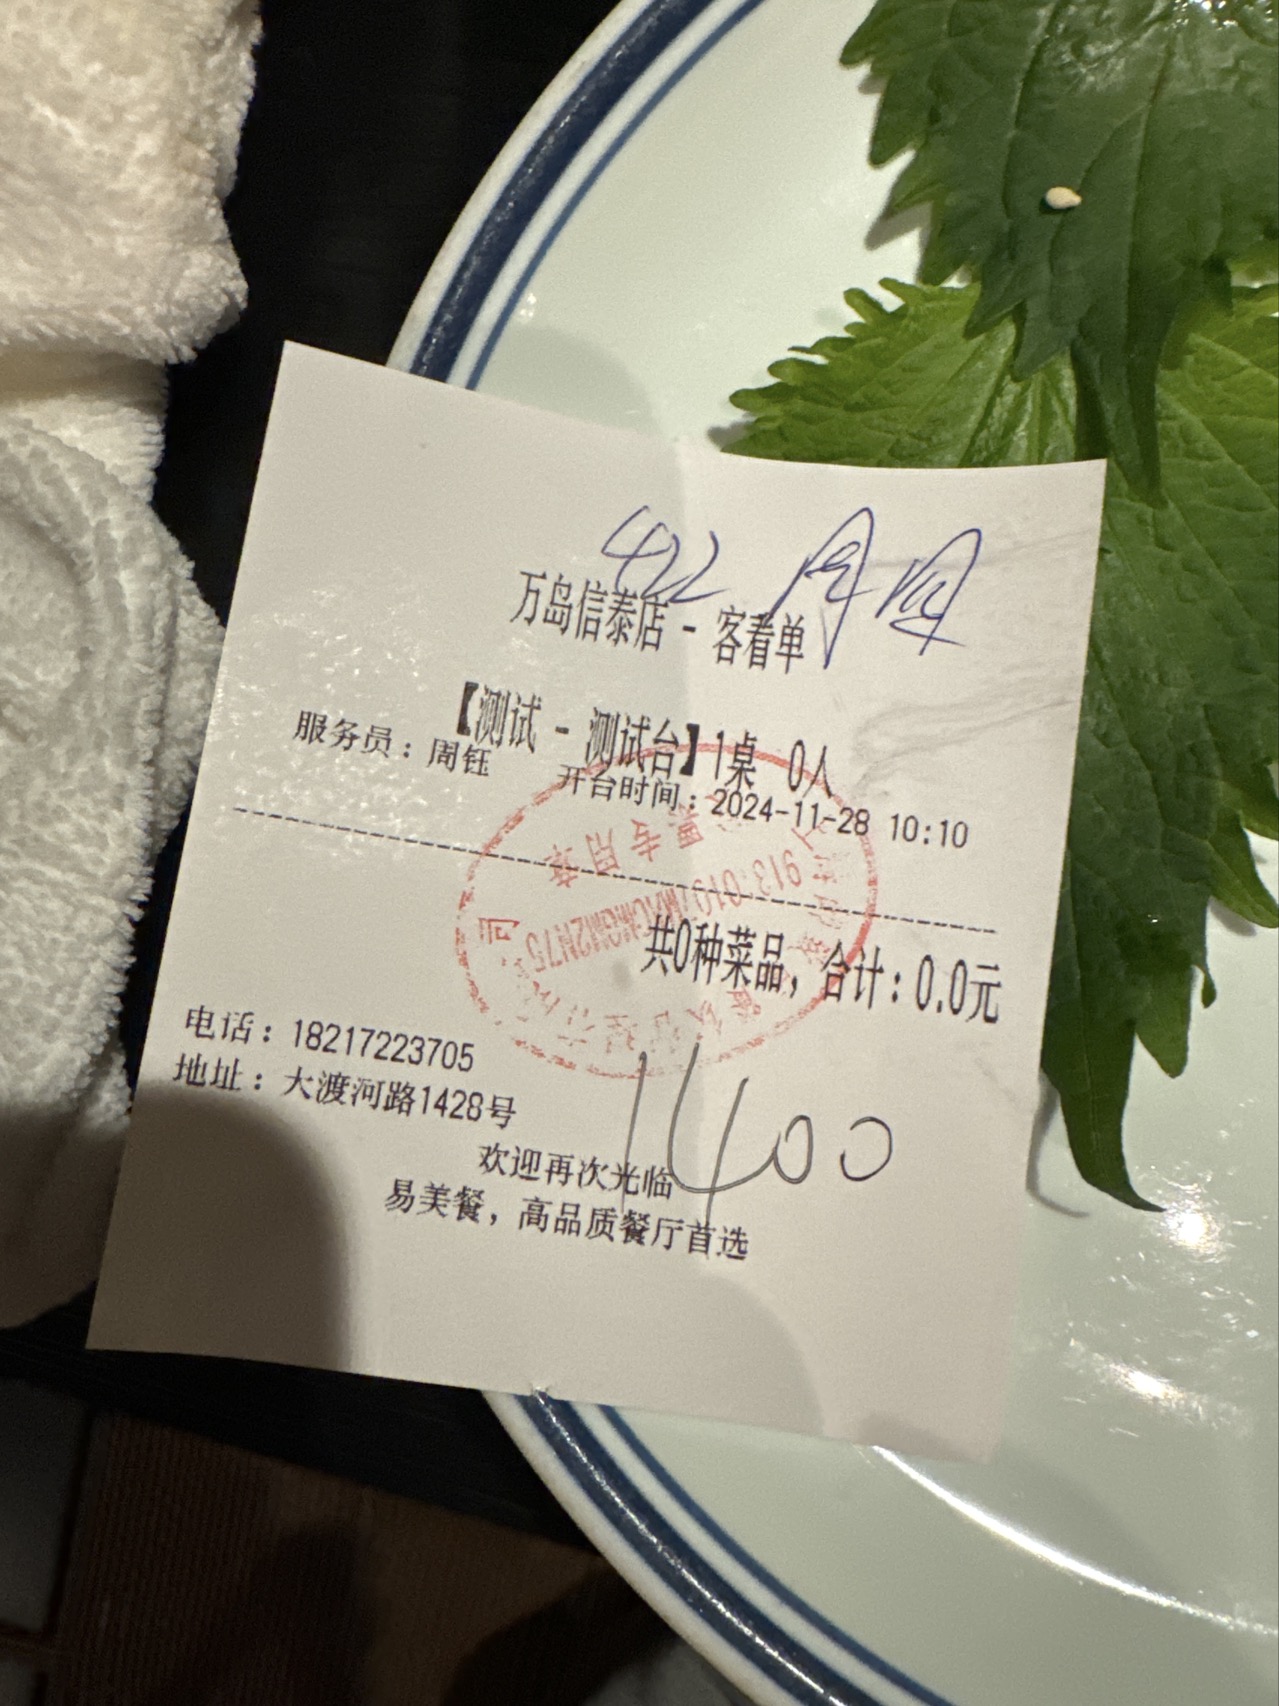 422
万岛信泰店 - 客看单
【测试 - 测试台】1桌 0人
服务员：周钰 开台时间：2024-11-28 10:10
专用章
共0种菜品，合计：0.0元
电话：18217223705
地址：大渡河路1428号
1400
欢迎再次光临
易美餐，高品质餐厅首选